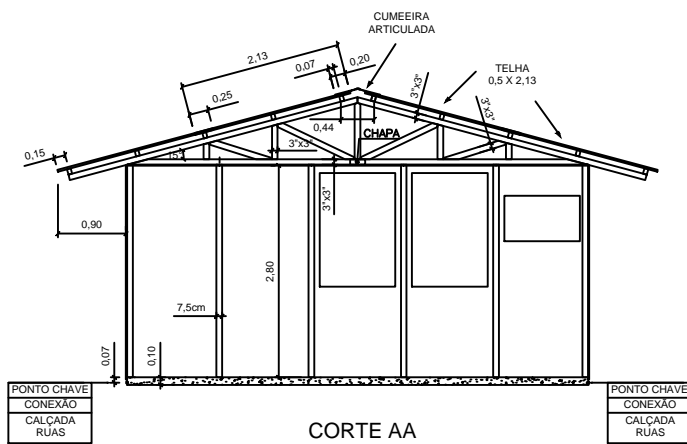 CUMEEIRA
ARTICULADA
2,13
0,07
0,20
TELHA
0,5 X 2,13
0,25
3"x3"
3"x3"
0,44
CHAPA
0,15
15°
3"x3"
3"x3"
0,90
2,80
7,5cm
0,07
0,10
PONTO CHAVE
CONEXÃO
CALÇADA
RUAS
CORTE AA
PONTO CHAVE
CONEXÃO
CALÇADA
RUAS